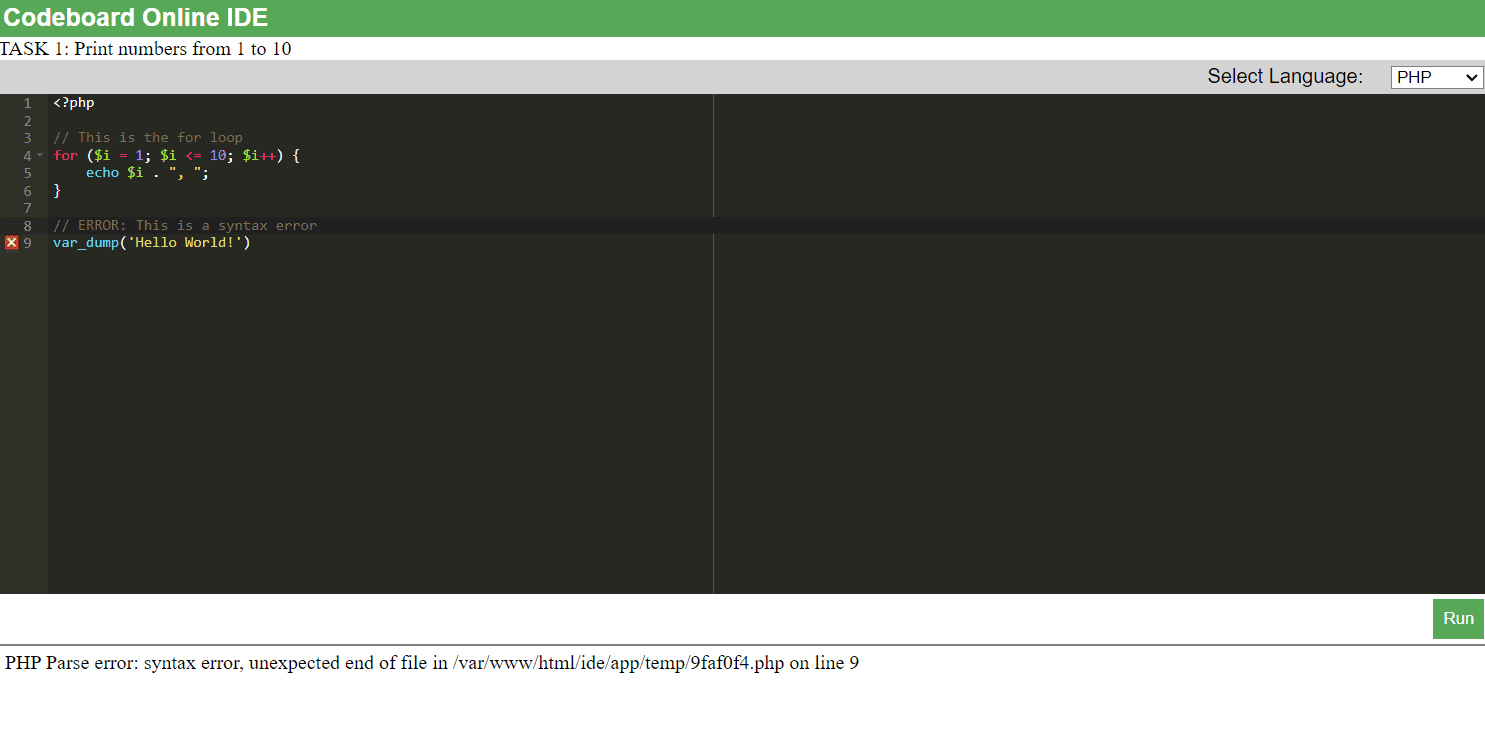 Codeboard Online IDE
TASK 1: Print numbers from 1 to 10
Select Language: PHP
1 <?php
2
3 // This is the for loop
4 for ($i = 1; $i <= 10; $i++) {
5     echo $i . ", ";
6 }
7
8 // ERROR: This is a syntax error
9 var_dump('Hello World!')
Run
PHP Parse error: syntax error, unexpected end of file in /var/www/html/ide/app/temp/9faf0f4.php on line 9